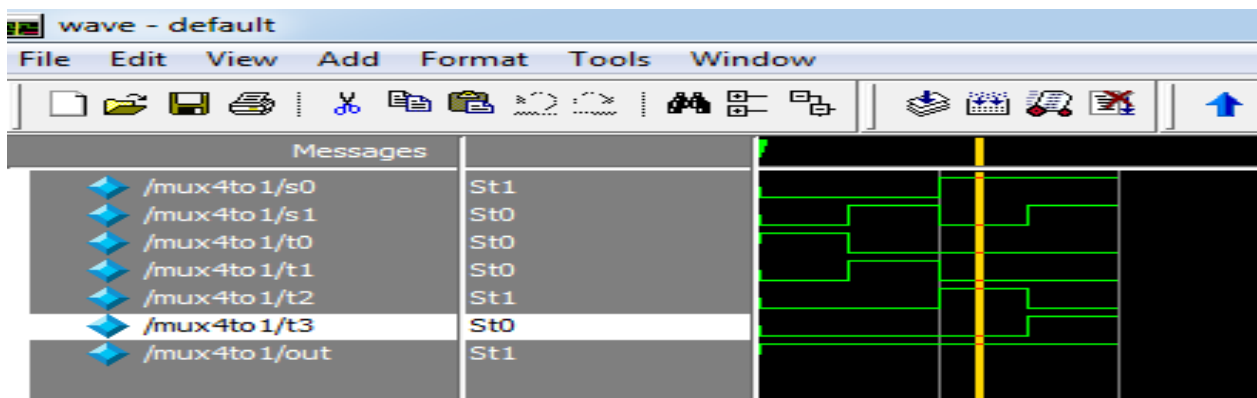 wave - default
File Edit View Add Format Tools Window
Messages
/mux4to1/s0 St1
/mux4to1/s1 St0
/mux4to1/t0 St0
/mux4to1/t1 St0
/mux4to1/t2 St1
/mux4to1/t3 St0
/mux4to1/out St1